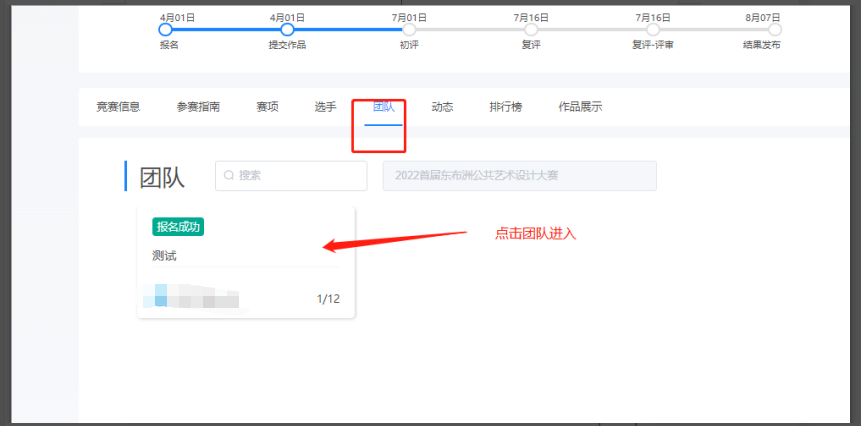 4月01日 4月01日 7月01日 7月16日 7月16日 8月07日
报名 提交作品 初评 复评 复评-评审 结果发布
竞赛信息 参赛指南 赛项 选手 团队 动态 排行榜 作品展示
团队 搜索 2022首届东布洲公共艺术设计大赛
报名成功
点击团队进入
测试
1/12